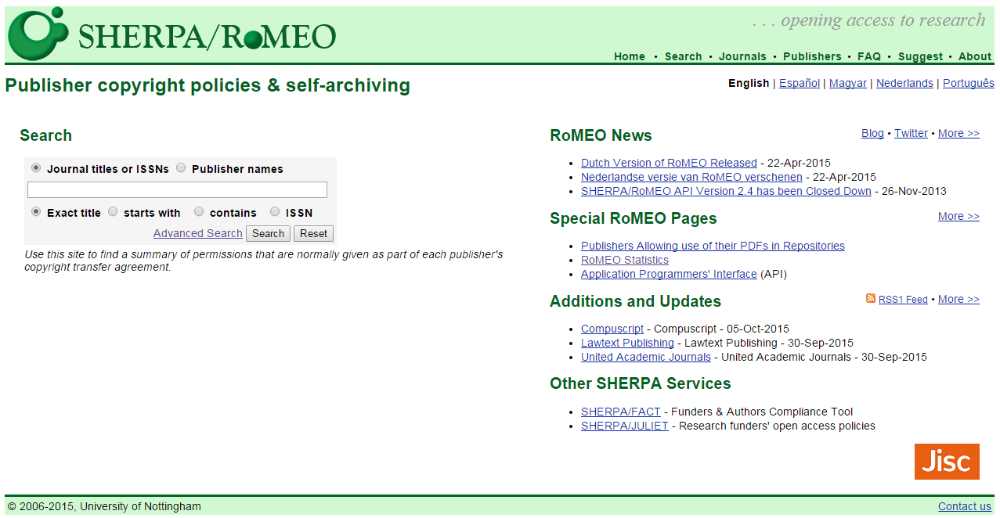 SHERPA/RoMEO
. . . opening access to research
Home • Search • Journals • Publishers • FAQ • Suggest • About
Publisher copyright policies & self-archiving
English | Español | Magyar | Nederlands | Português
Search
Journal titles or ISSNs Publisher names
Exact title starts with contains ISSN
Advanced Search Search Reset
Use this site to find a summary of permissions that are normally given as part of each publisher's
copyright transfer agreement.
RoMEO News
Blog • Twitter • More >>
• Dutch Version of RoMEO Released - 22-Apr-2015
• Nederlandse versie van RoMEO verschenen - 22-Apr-2015
• SHERPA/RoMEO API Version 2.4 has been Closed Down - 26-Nov-2013
Special RoMEO Pages
More >>
• Publishers Allowing use of their PDFs in Repositories
• RoMEO Statistics
• Application Programmers' Interface (API)
Additions and Updates
RSS1 Feed • More >>
• Compuscript - Compuscript - 05-Oct-2015
• Lawtext Publishing - Lawtext Publishing - 30-Sep-2015
• United Academic Journals - United Academic Journals - 30-Sep-2015
Other SHERPA Services
• SHERPA/FACT - Funders & Authors Compliance Tool
• SHERPA/JULIET - Research funders' open access policies
Jisc
© 2006-2015, University of Nottingham
Contact us